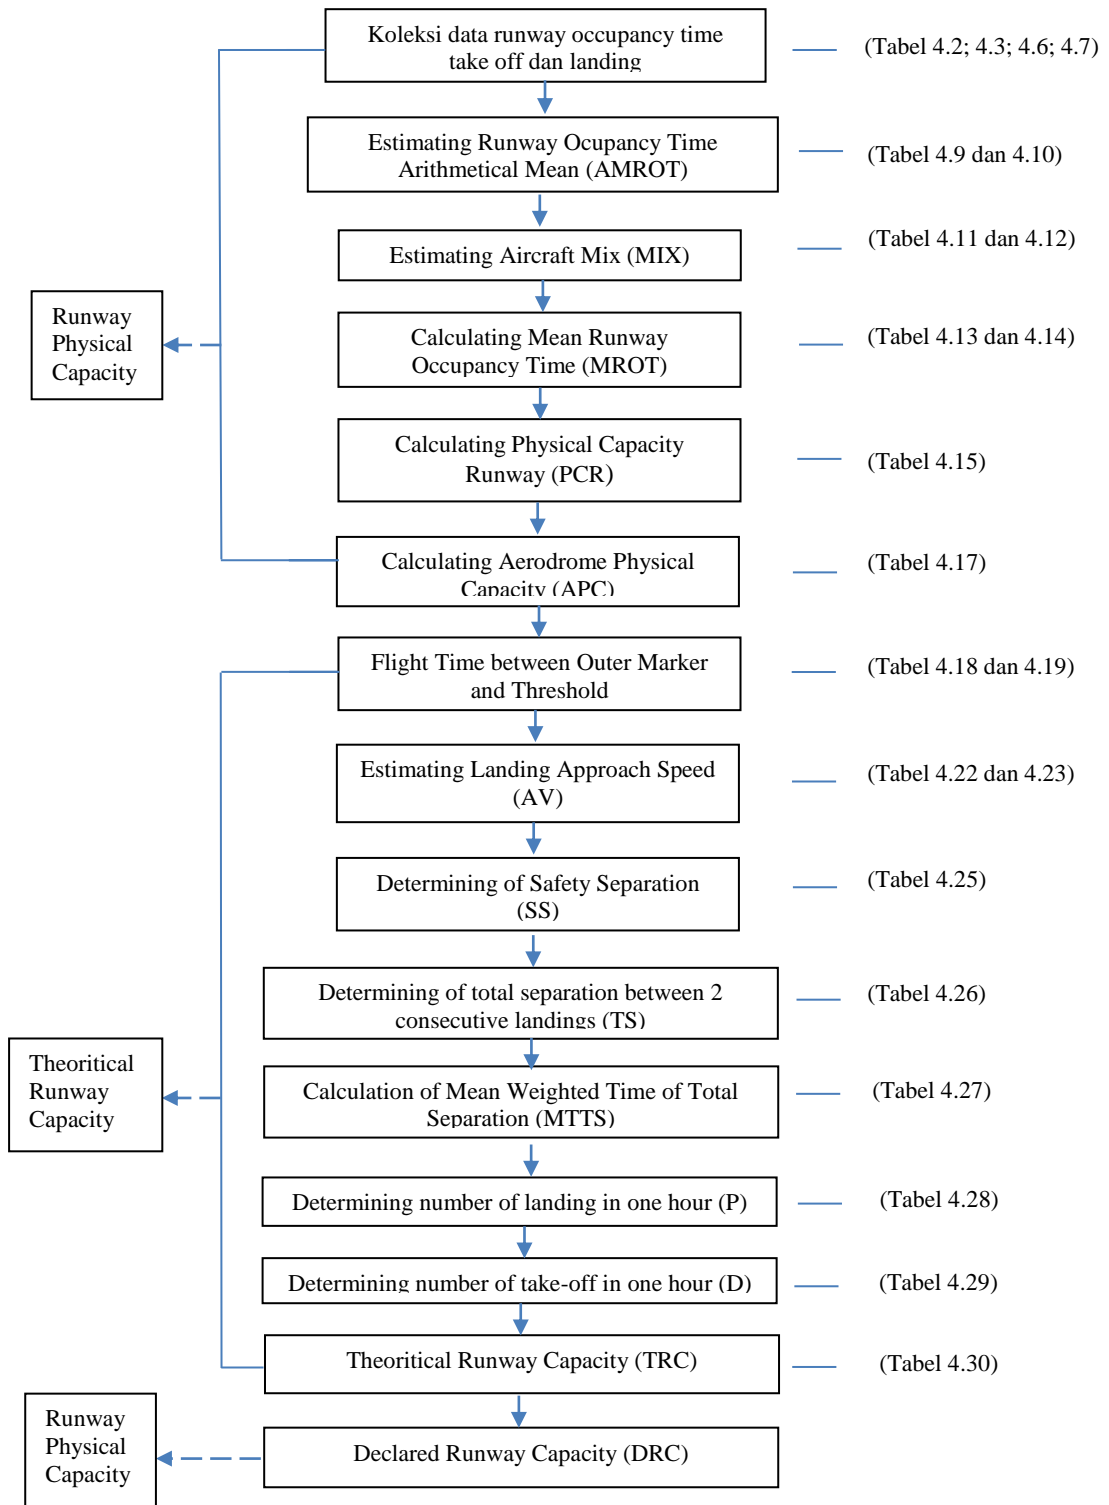 Koleksi data runway occupancy time
take off dan landing
(Tabel 4.2; 4.3; 4.6; 4.7)
Estimating Runway Ocupancy Time
Arithmetical Mean (AMROT)
(Tabel 4.9 dan 4.10)
Estimating Aircraft Mix (MIX)
(Tabel 4.11 dan 4.12)
Runway
Physical
Capacity
Calculating Mean Runway
Occupancy Time (MROT)
(Tabel 4.13 dan 4.14)
Calculating Physical Capacity
Runway (PCR)
(Tabel 4.15)
Calculating Aerodrome Physical
Capacity (APC)
(Tabel 4.17)
Flight Time between Outer Marker
and Threshold
(Tabel 4.18 dan 4.19)
Estimating Landing Approach Speed
(AV)
(Tabel 4.22 dan 4.23)
Determining of Safety Separation
(SS)
(Tabel 4.25)
Determining of total separation between 2
consecutive landings (TS)
(Tabel 4.26)
Theoritical
Runway
Capacity
Calculation of Mean Weighted Time of Total
Separation (MTTS)
(Tabel 4.27)
Determining number of landing in one hour (P)
(Tabel 4.28)
Determining number of take-off in one hour (D)
(Tabel 4.29)
Theoritical Runway Capacity (TRC)
(Tabel 4.30)
Runway
Physical
Capacity
Declared Runway Capacity (DRC)